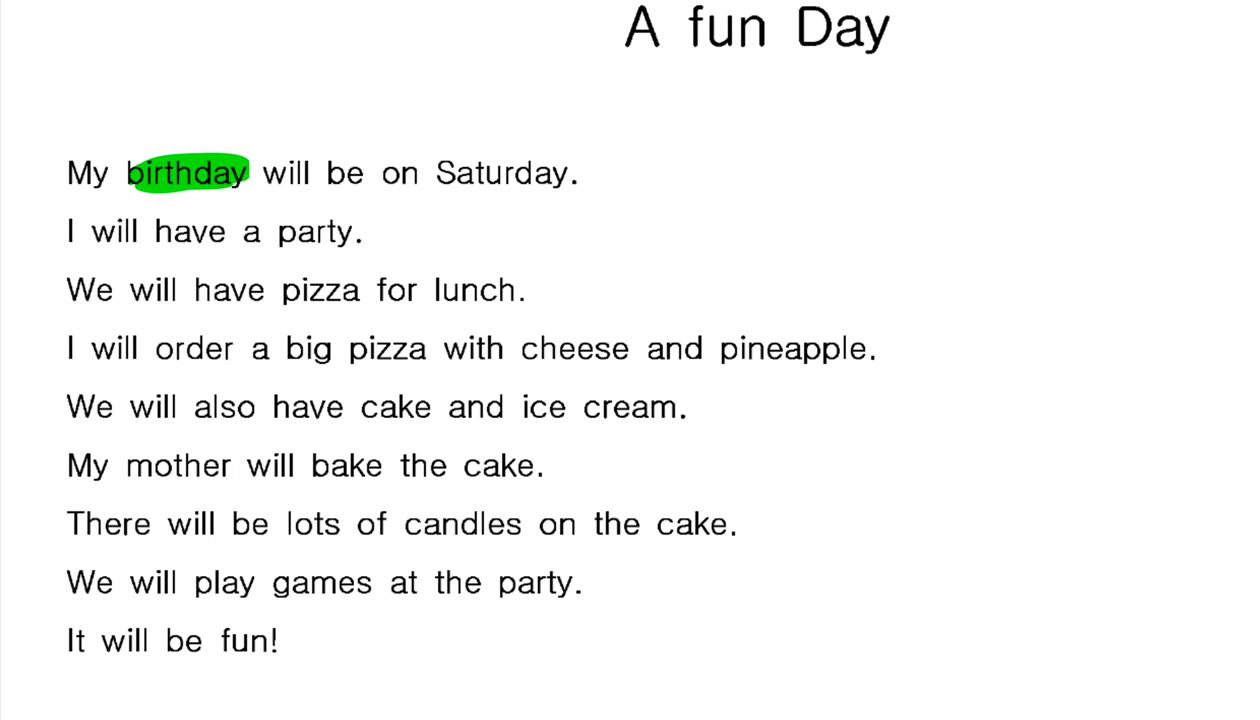 A fun Day
My birthday will be on Saturday.
I will have a party.
We will have pizza for lunch.
I will order a big pizza with cheese and pineapple.
We will also have cake and ice cream.
My mother will bake the cake.
There will be lots of candles on the cake.
We will play games at the party.
It will be fun!